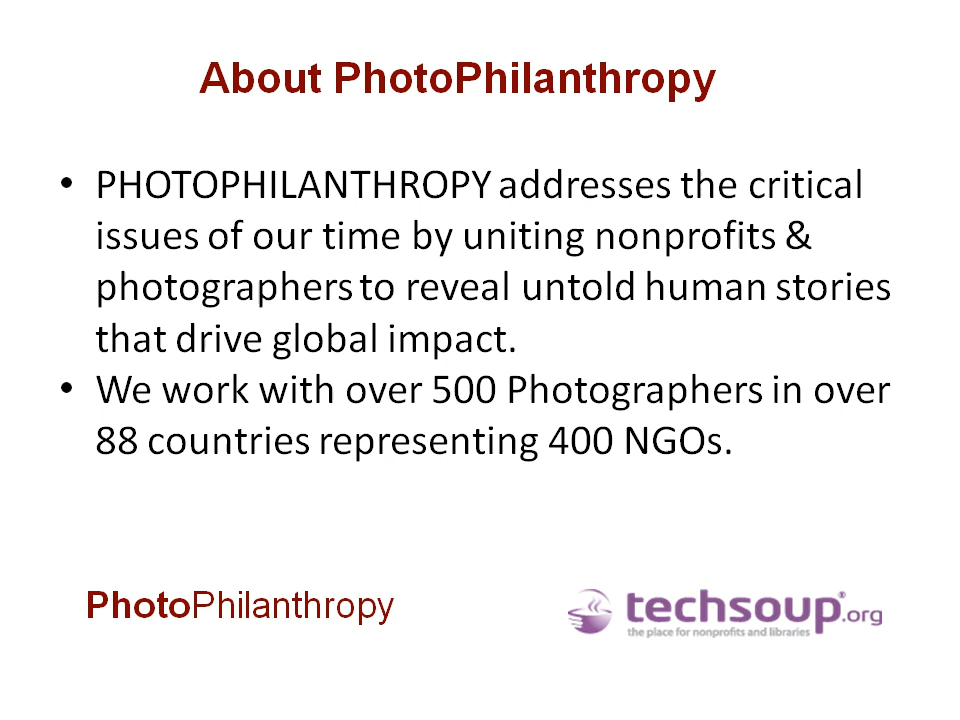 About PhotoPhilanthropy
• PHOTOPHILANTHROPY addresses the critical
issues of our time by uniting nonprofits &
photographers to reveal untold human stories
that drive global impact.
• We work with over 500 Photographers in over
88 countries representing 400 NGOs.
PhotoPhilanthropy
techsoup®.org
the place for nonprofits and libraries